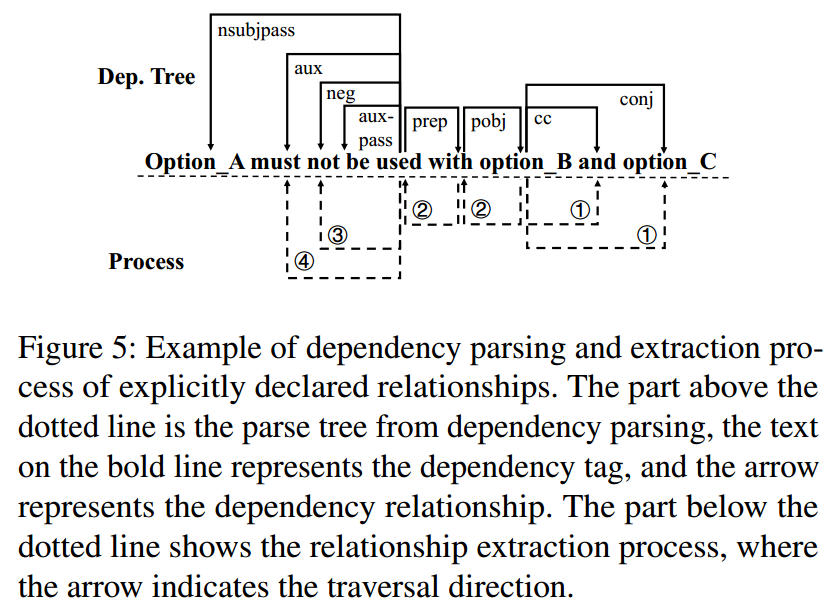 nsubjpass
Dep. Tree
aux
neg
aux-
pass
prep
pobj
cc
conj
Option_A must not be used with option_B and option_C
② ② ① ①
③
④
Process
Figure 5: Example of dependency parsing and extraction pro-
cess of explicitly declared relationships. The part above the
dotted line is the parse tree from dependency parsing, the text
on the bold line represents the dependency tag, and the arrow
represents the dependency relationship. The part below the
dotted line shows the relationship extraction process, where
the arrow indicates the traversal direction.